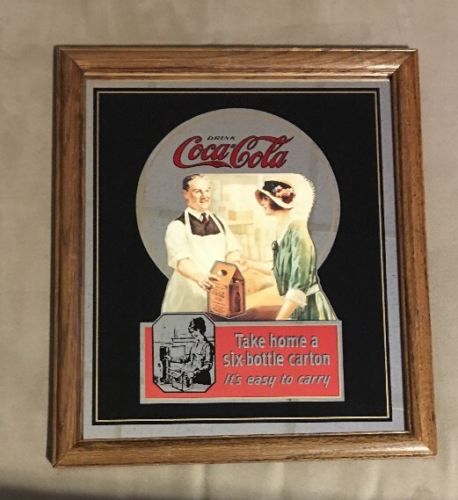 DRINK
Coca-Cola
Take home a
six-bottle carton
it's easy to carry